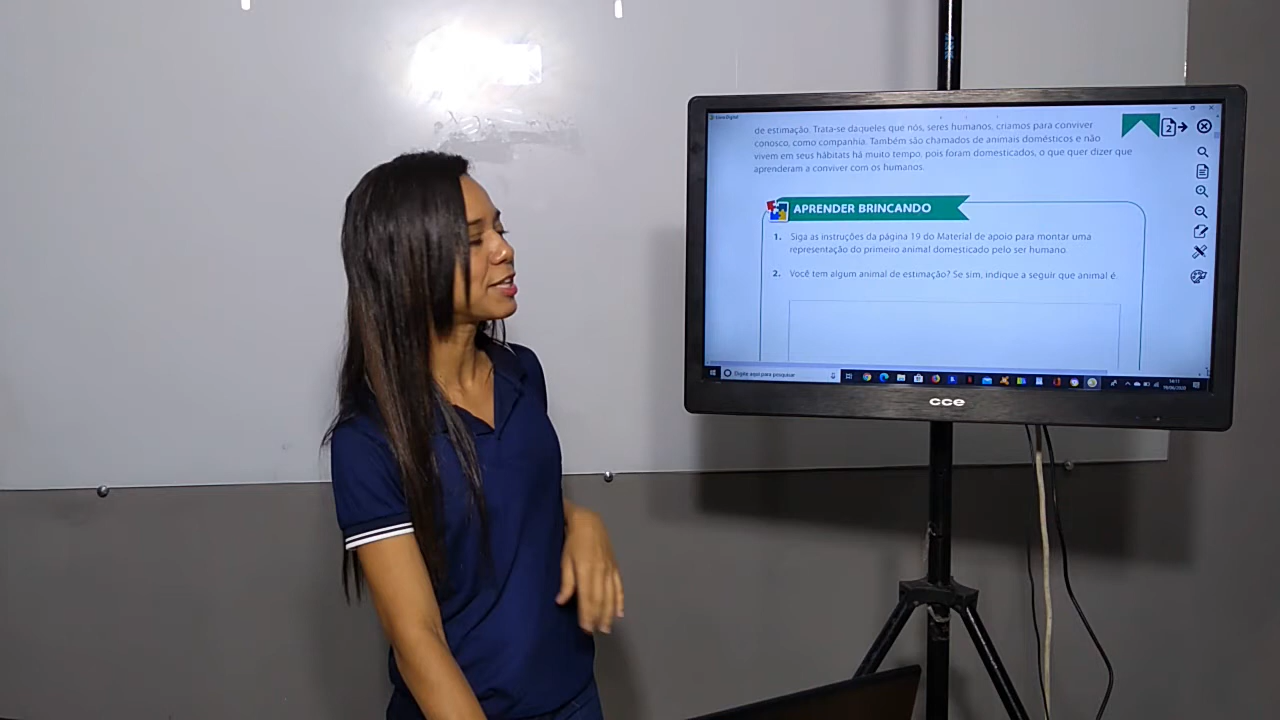 de estimação. Trata-se daqueles que nós, seres humanos, criamos para conviver
conosco, como companhia. Também são chamados de animais domésticos e não
vivem em seus hábitats há muito tempo, pois foram domesticados, o que quer dizer que
aprenderam a conviver com os humanos.
2
APRENDER BRINCANDO
1. Siga as instruções da página 19 do Material de apoio para montar uma
representação do primeiro animal domesticado pelo ser humano.
2. Você tem algum animal de estimação? Se sim, indique a seguir que animal é.
Digite aqui para pesquisar
14:11
cce